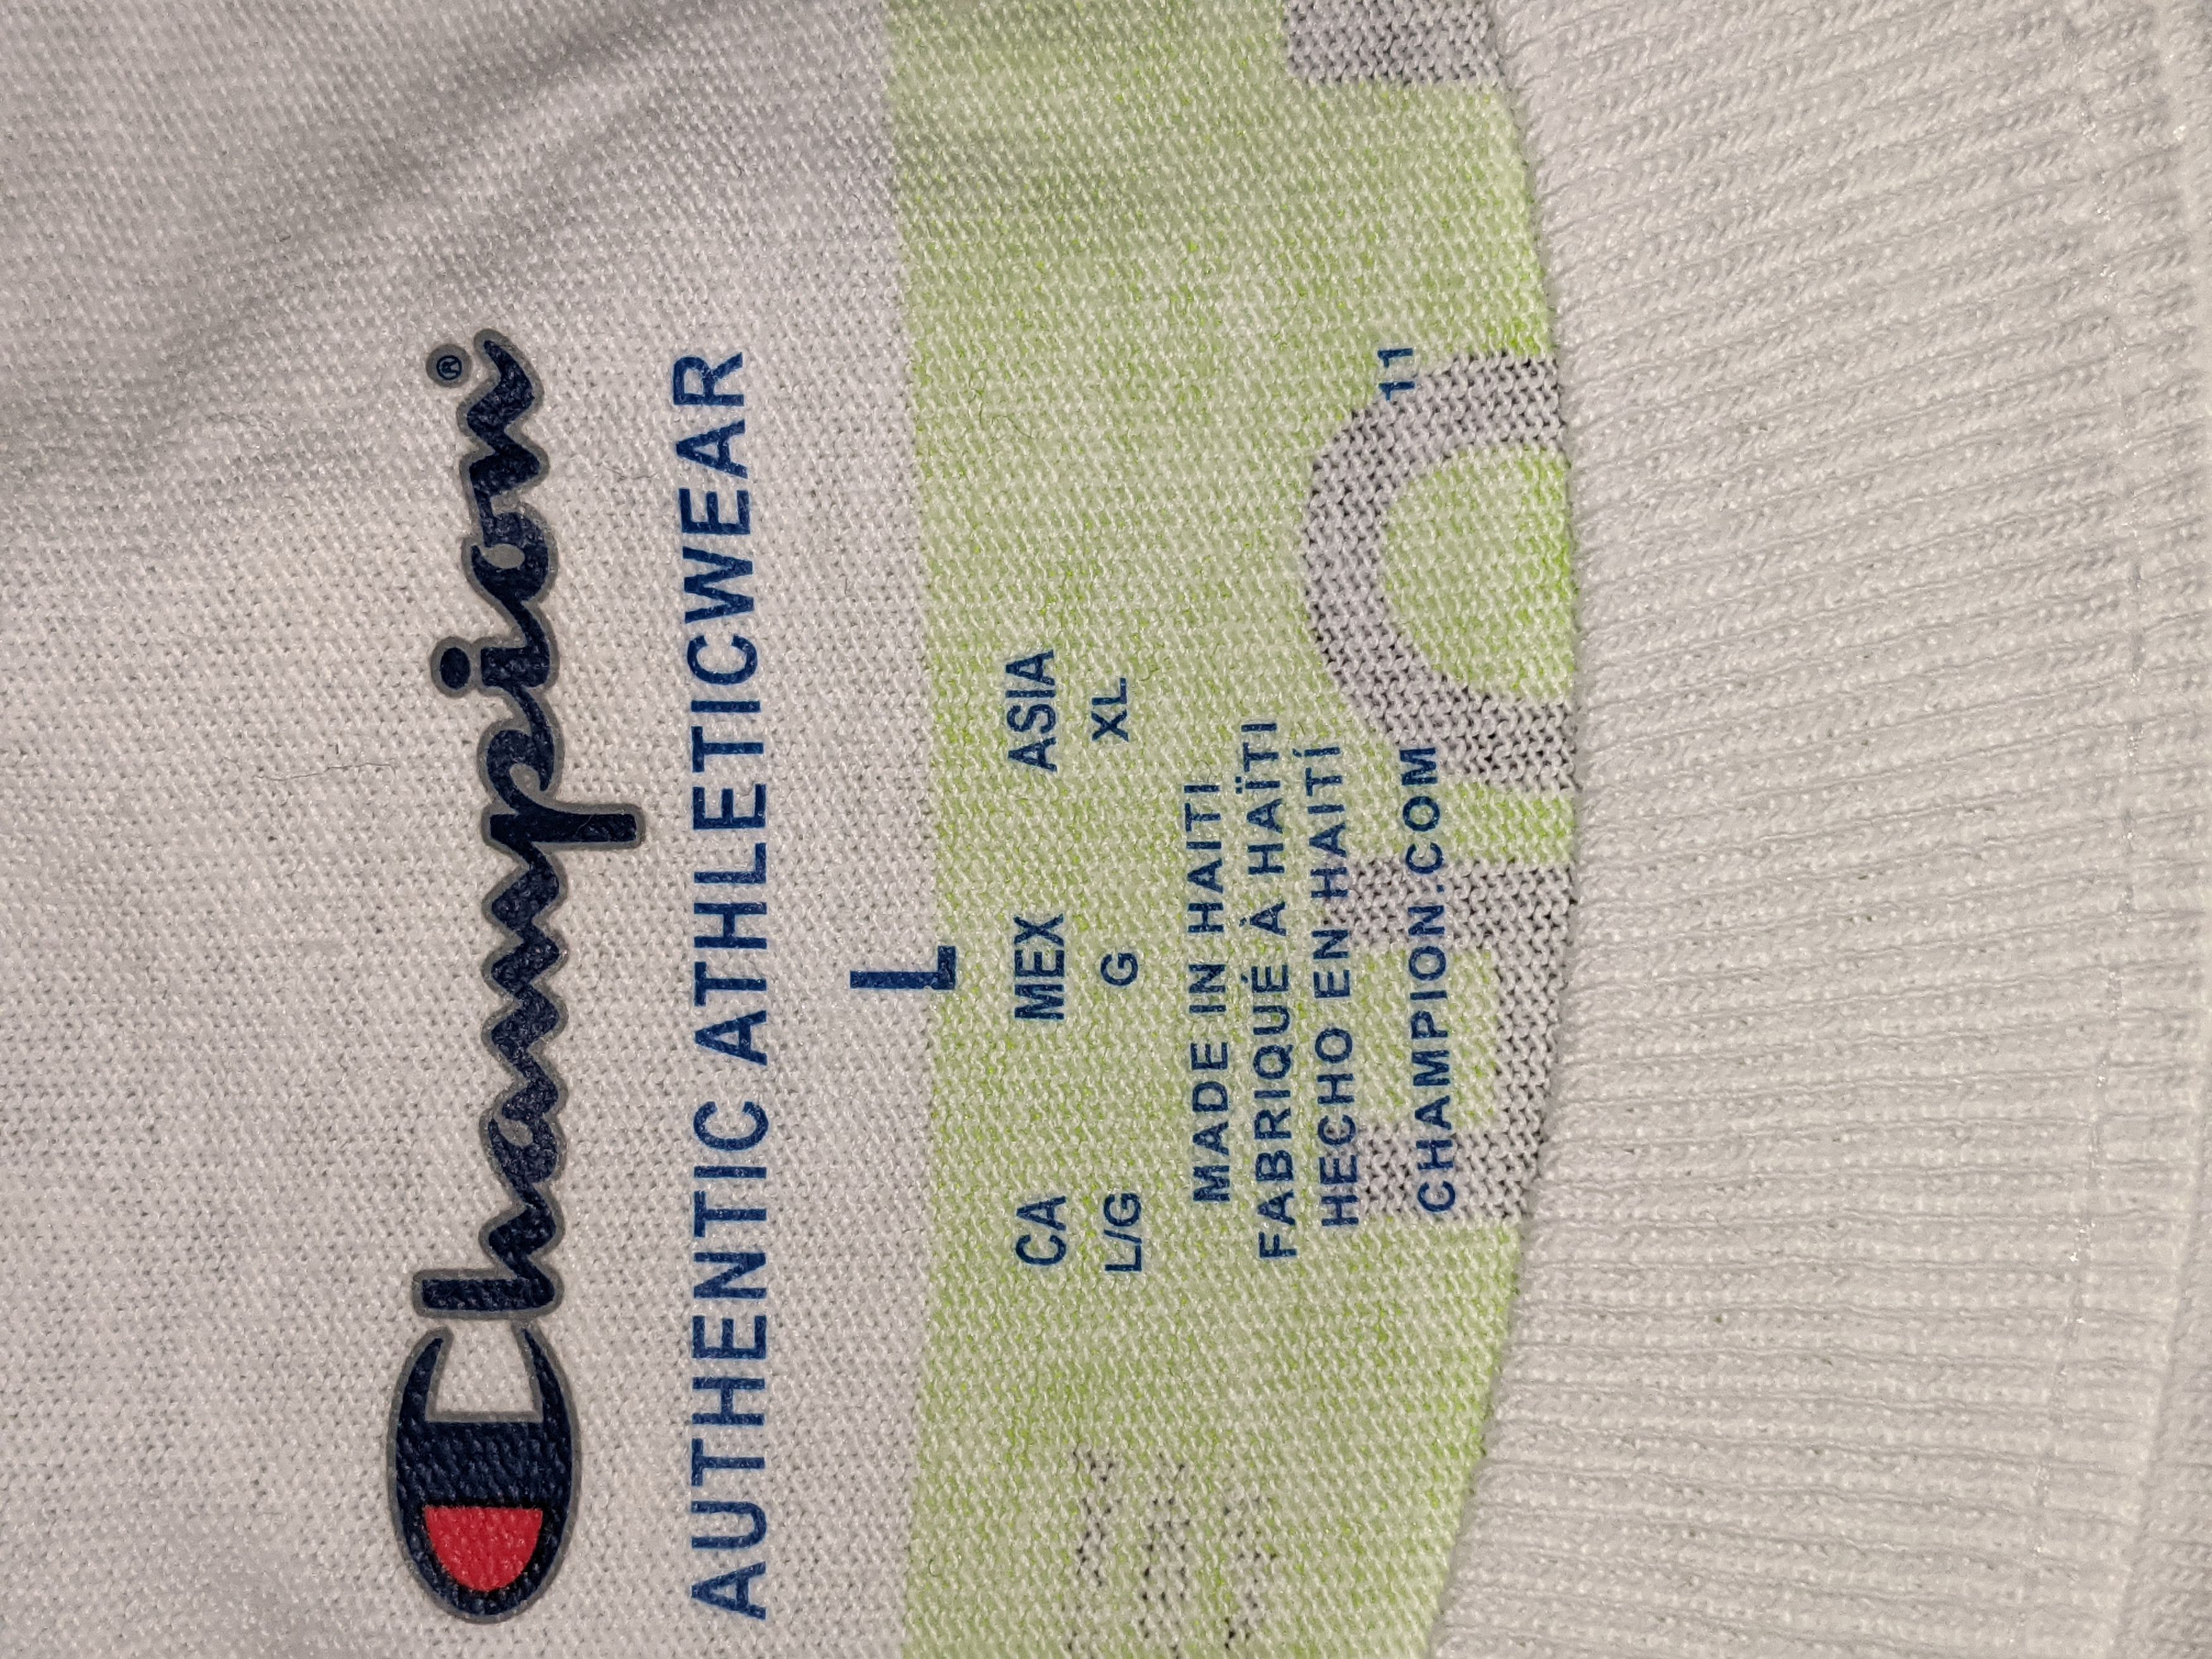 Champion®
AUTHENTIC ATHLETICWEAR
L
CA MEX ASIA
L/G G XL
MADE IN HAITI
FABRIQUÉ À HAÏTI
HECHO EN HAITÍ
CHAMPION.COM 11